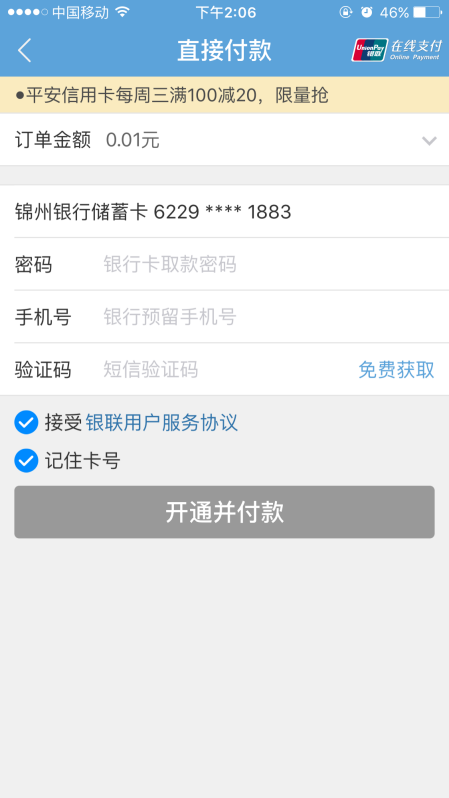 中国移动 下午2:06 46%
直接付款 UnionPay 银联 在线支付 Online Payment
●平安信用卡每周三满100减20，限量抢
订单金额 0.01元
锦州银行储蓄卡 6229 **** 1883
密码 银行卡取款密码
手机号 银行预留手机号
验证码 短信验证码 免费获取
接受银联用户服务协议
记住卡号
开通并付款